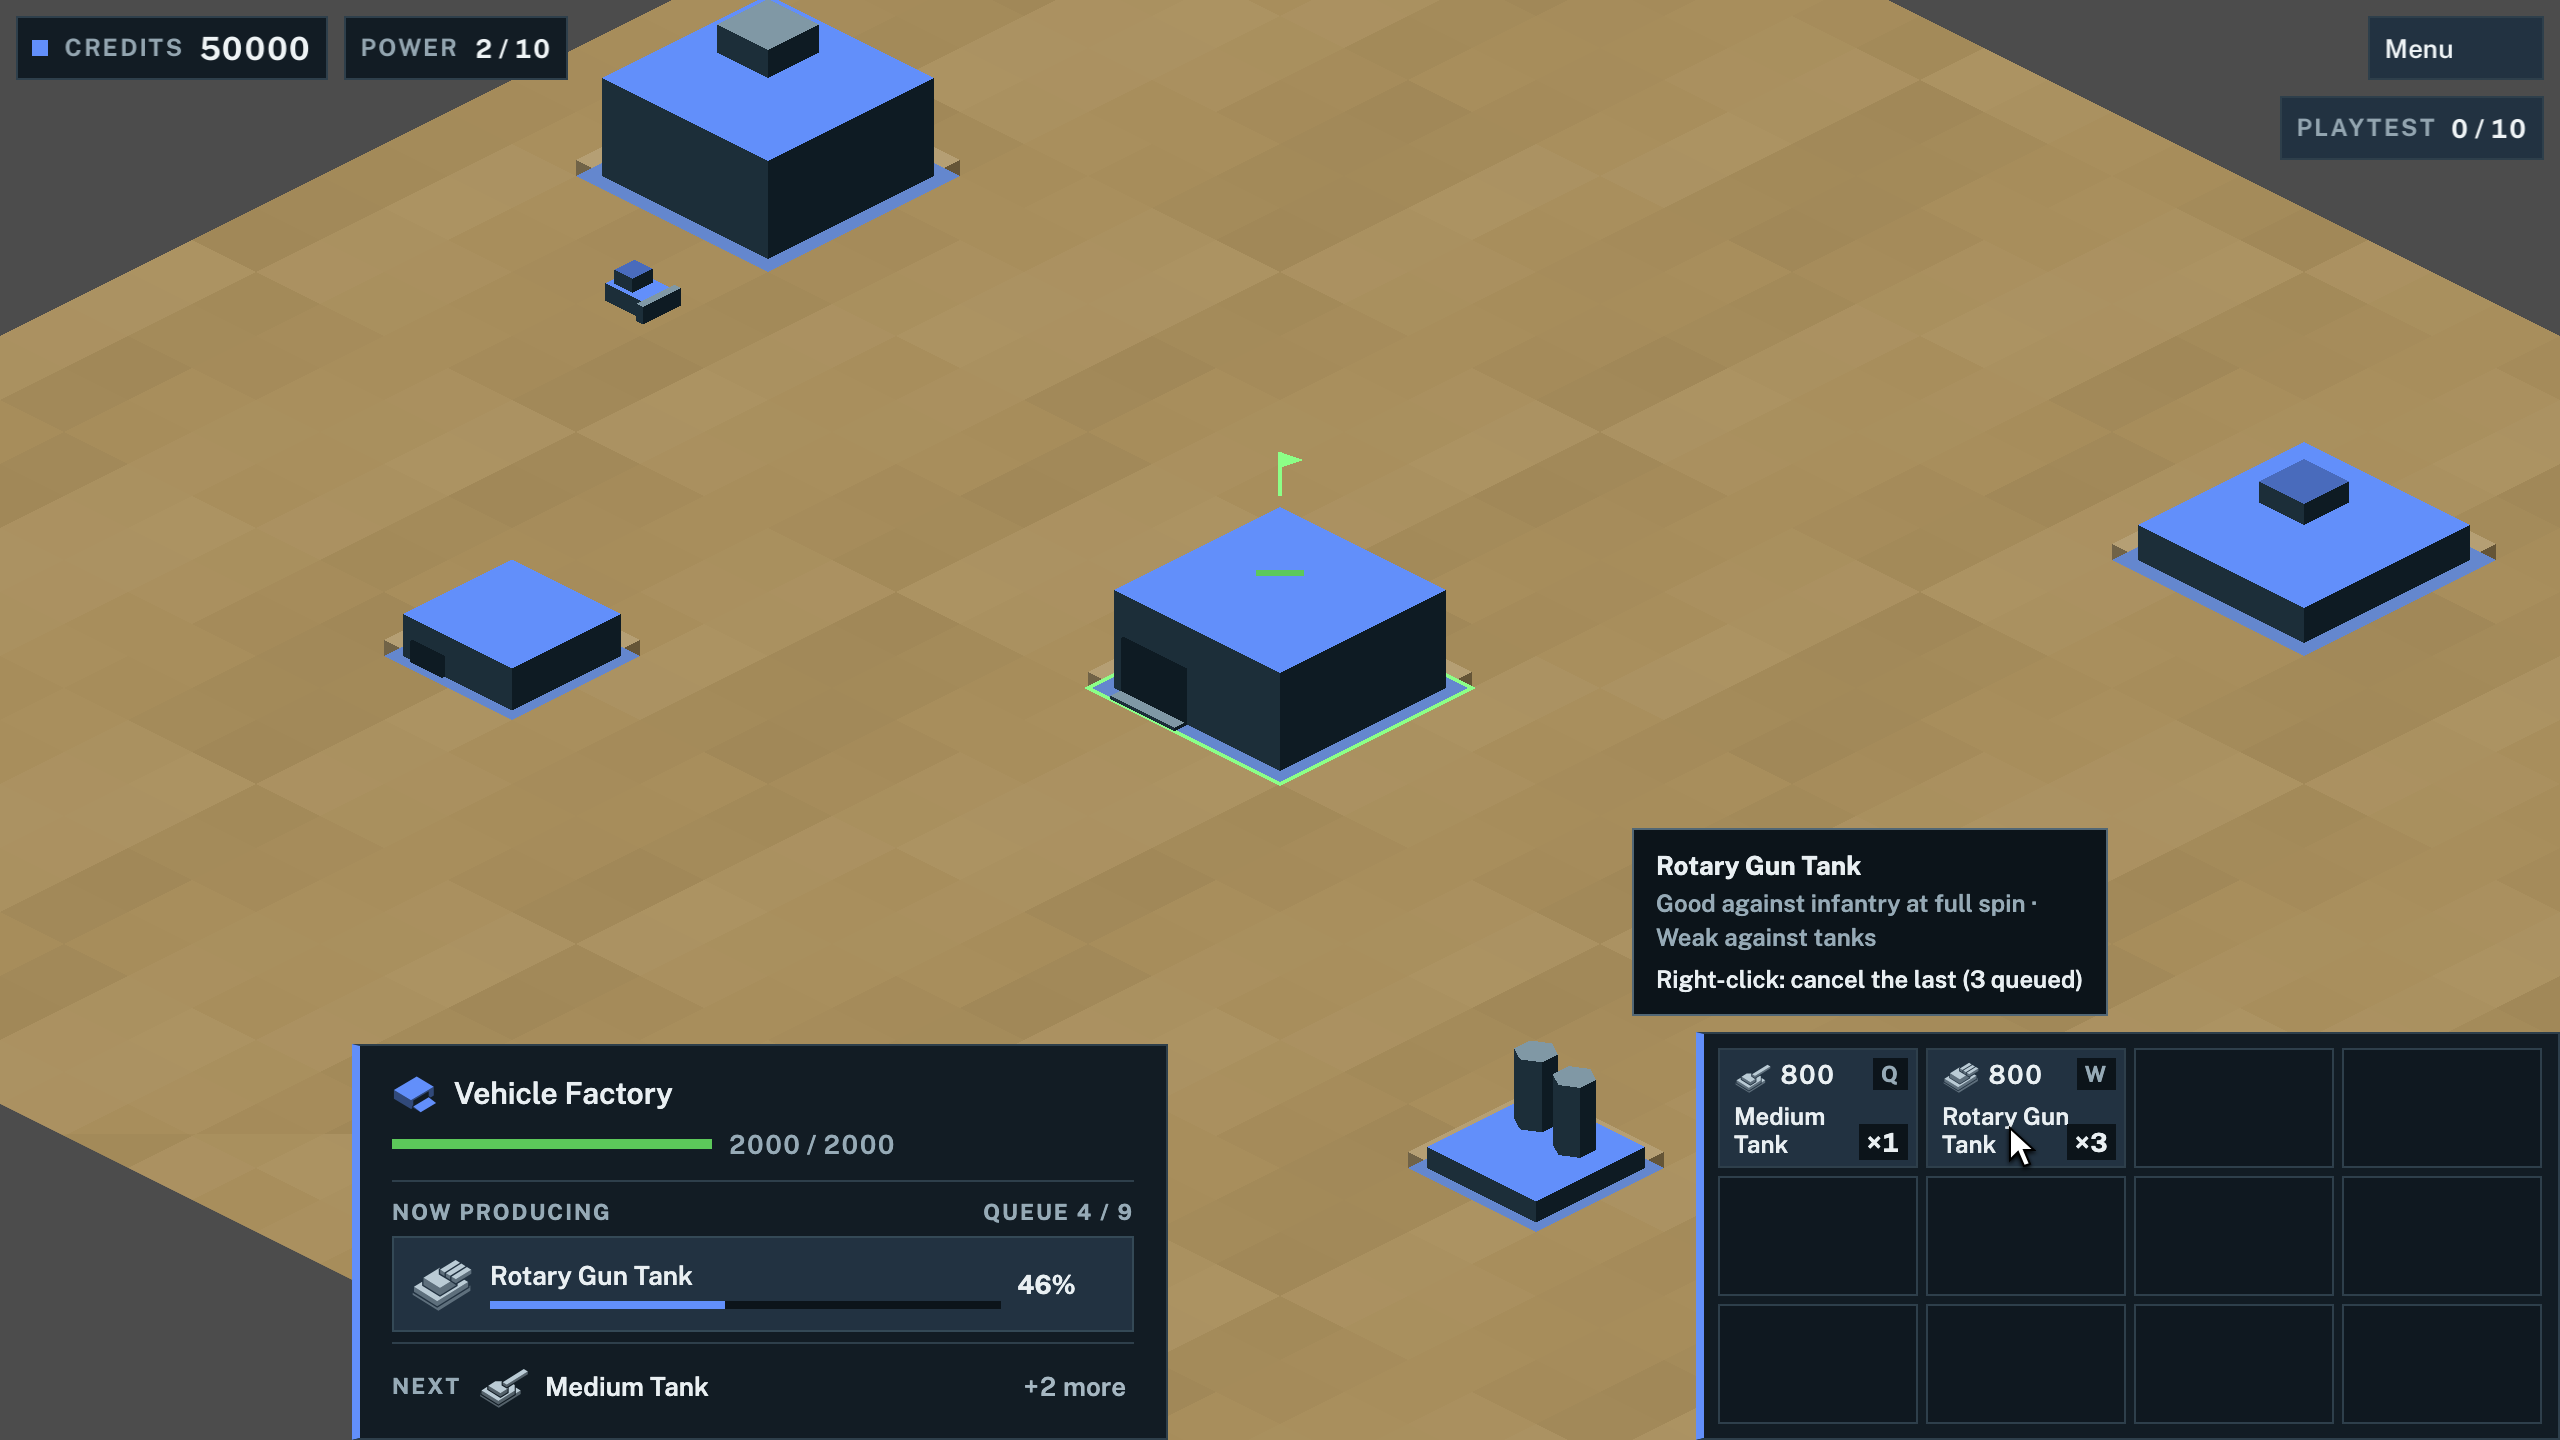 CREDITS 50000
POWER 2 / 10
Menu
PLAYTEST 0 / 10
Rotary Gun Tank
Good against infantry at full spin ·
Weak against tanks
Right-click: cancel the last (3 queued)
Vehicle Factory
2000 / 2000
NOW PRODUCING QUEUE 4 / 9
Rotary Gun Tank 46%
NEXT Medium Tank +2 more
800 Q
Medium
Tank ×1
800 W
Rotary Gun
Tank ×3